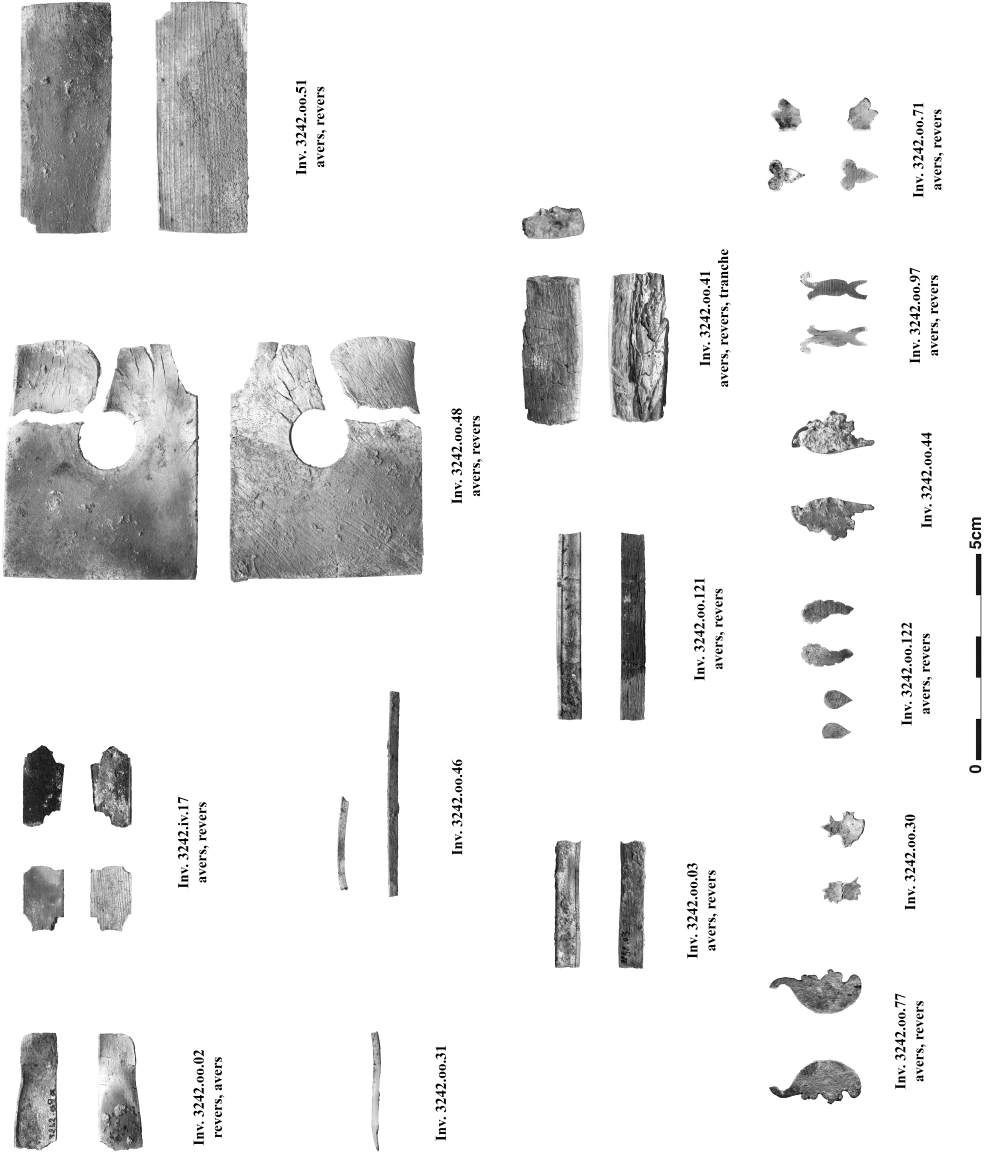 Inv. 3242.oo.02
revers, avers
Inv. 3242.iv.17
avers, revers
Inv. 3242.oo.48
avers, revers
Inv. 3242.oo.51
avers, revers
Inv. 3242.oo.31
Inv. 3242.oo.46
Inv. 3242.oo.03
avers, revers
Inv. 3242.oo.121
avers, revers
Inv. 3242.oo.41
avers, revers, tranche
Inv. 3242.oo.77
avers, revers
Inv. 3242.oo.30
Inv. 3242.oo.122
avers, revers
Inv. 3242.oo.44
Inv. 3242.oo.97
avers, revers
Inv. 3242.oo.71
avers, revers
0
5cm